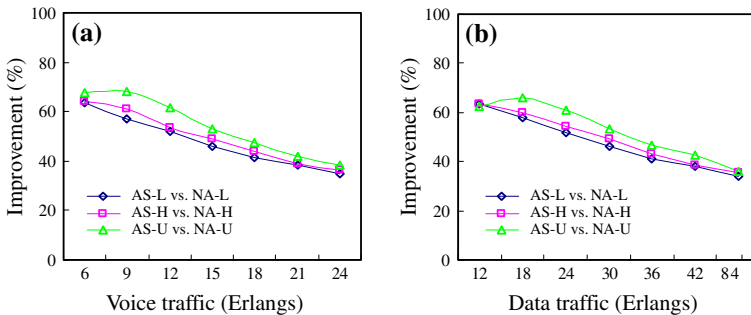 (a)
Improvement (%)
100
80
60
40
20
0
AS-L vs. NA-L
AS-H vs. NA-H
AS-U vs. NA-U
6 9 12 15 18 21 24
Voice traffic (Erlangs)
(b)
Improvement (%)
100
80
60
40
20
0
AS-L vs. NA-L
AS-H vs. NA-H
AS-U vs. NA-U
12 18 24 30 36 42 84
Data traffic (Erlangs)